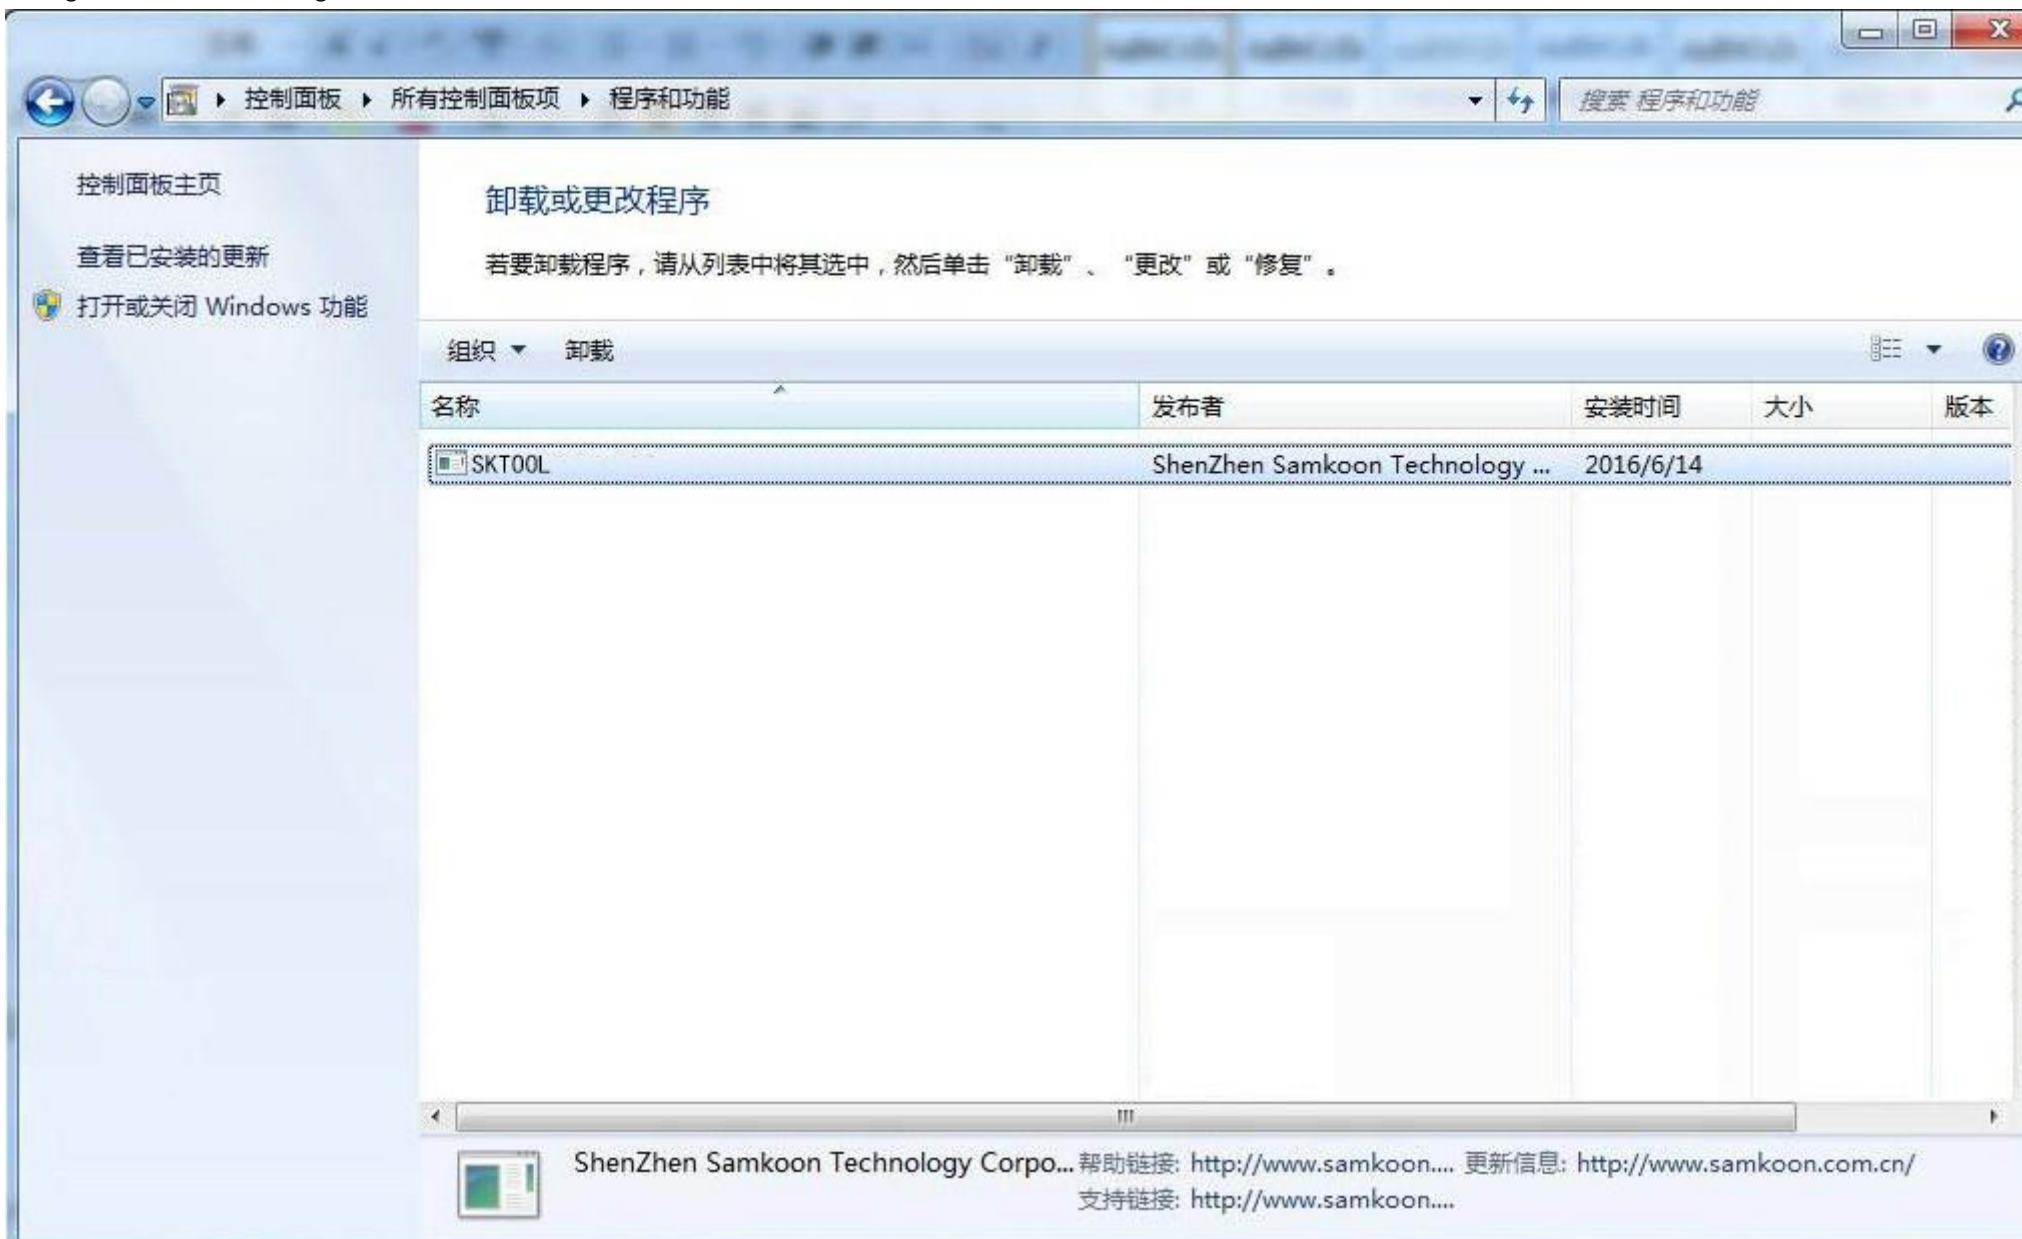 控制面板 所有控制面板项 程序和功能 搜索 程序和功能
控制面板主页
查看已安装的更新
打开或关闭 Windows 功能
卸载或更改程序
若要卸载程序，请从列表中将其选中，然后单击“卸载”、“更改”或“修复”。
组织 卸载
名称 发布者 安装时间 大小 版本
SKTOOL ShenZhen Samkoon Technology ... 2016/6/14
ShenZhen Samkoon Technology Corpo... 帮助链接: http://www.samkoon.... 更新信息: http://www.samkoon.com.cn/
支持链接: http://www.samkoon....